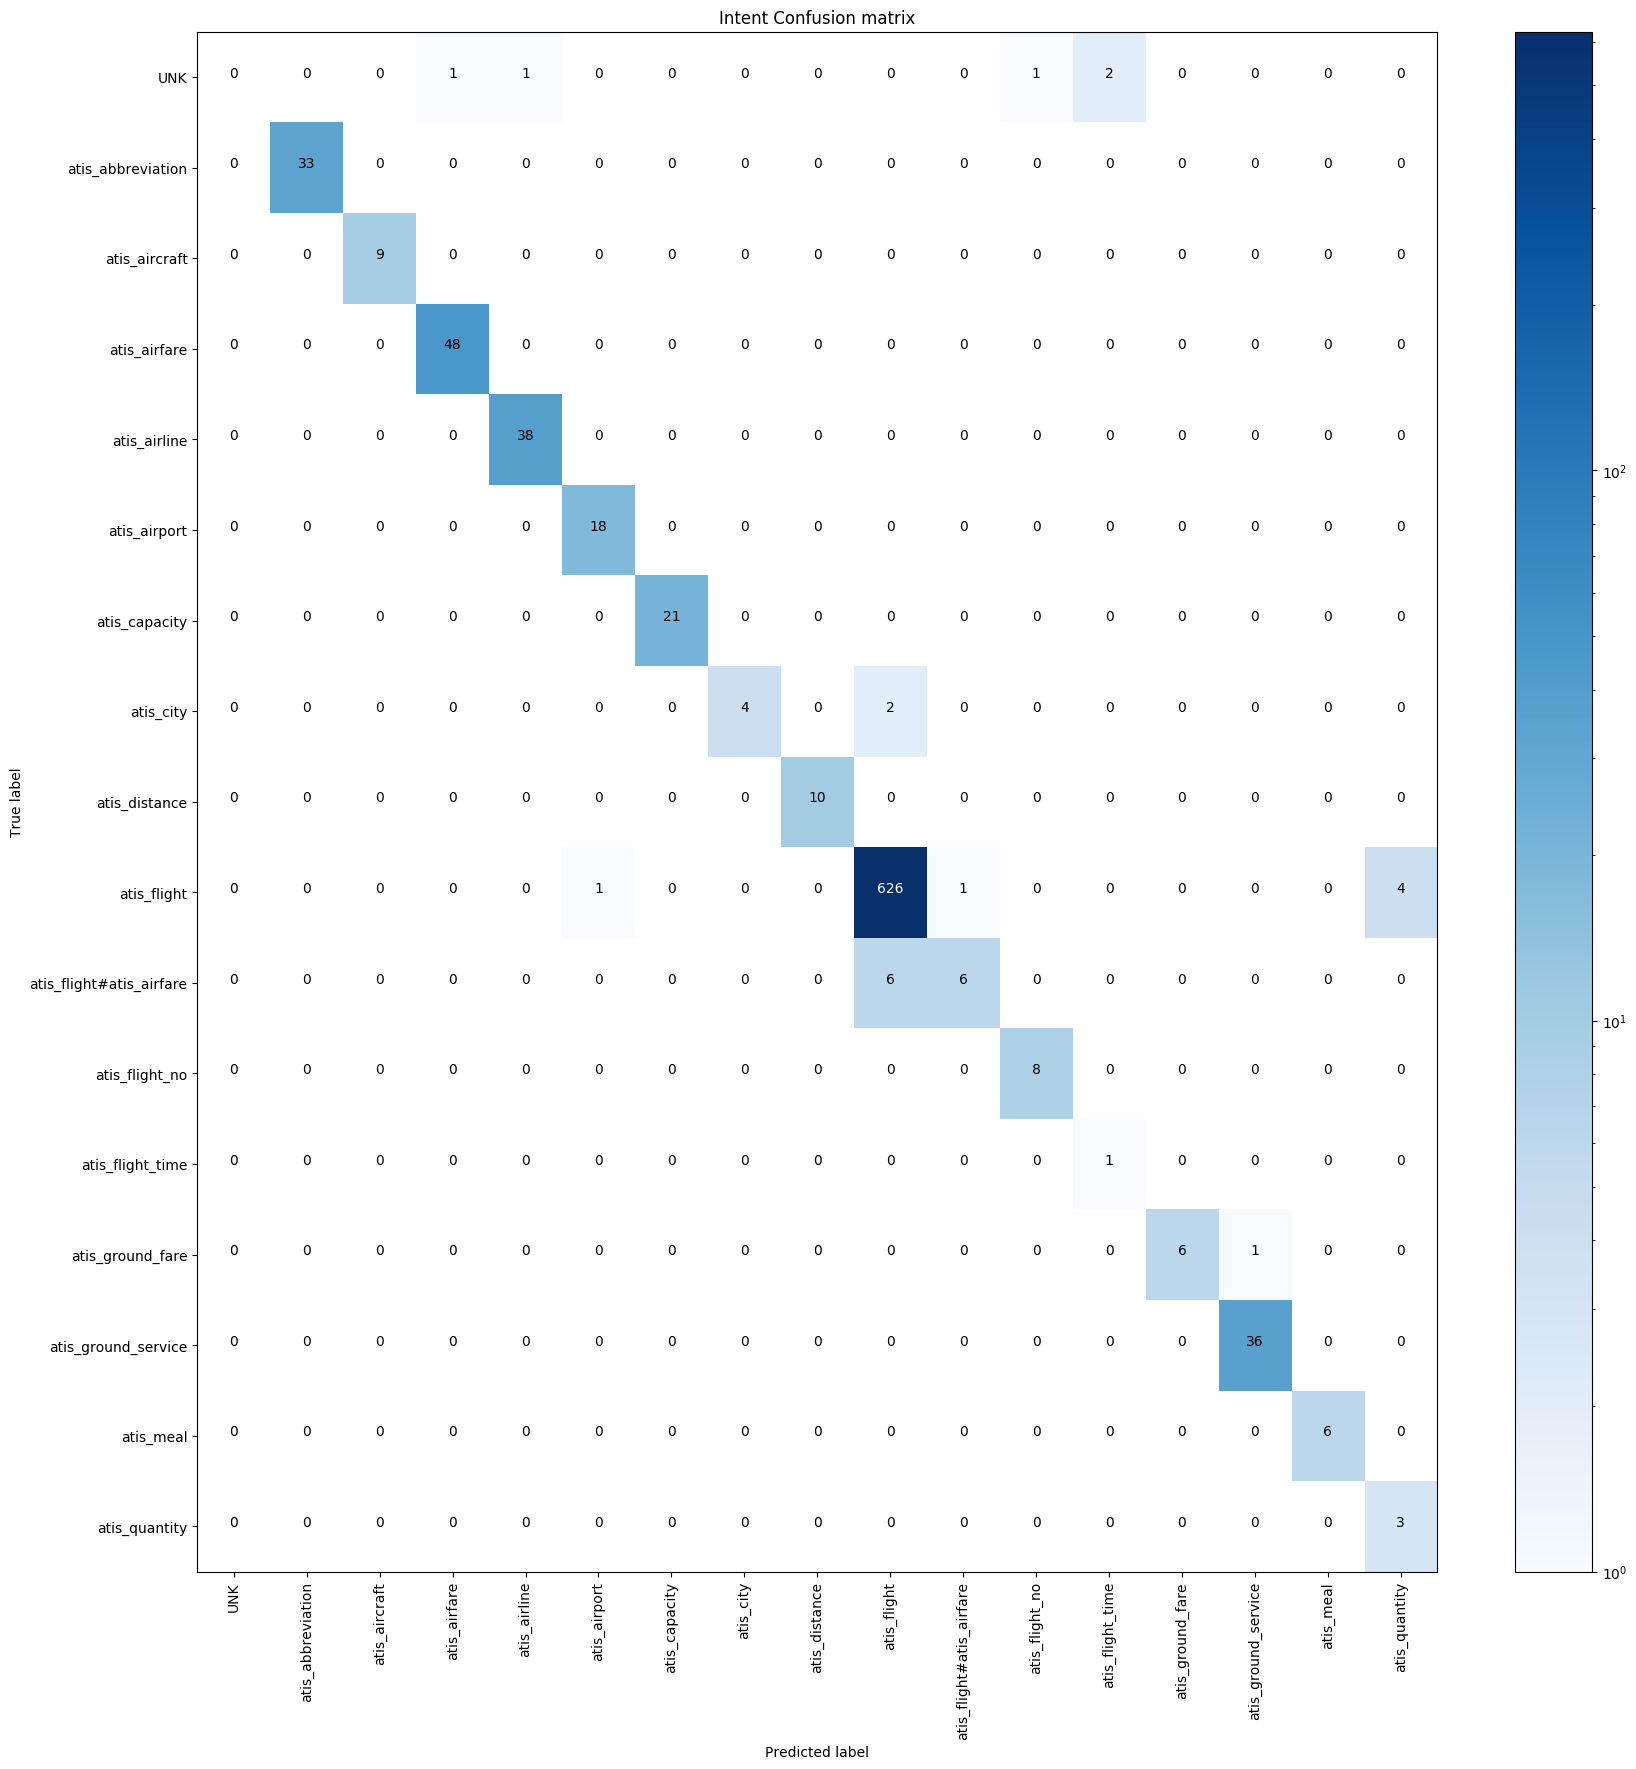 Intent Confusion matrix
UNK 0 0 0 1 1 0 0 0 0 0 0 1 2 0 0 0 0
atis_abbreviation 0 33 0 0 0 0 0 0 0 0 0 0 0 0 0 0 0
atis_aircraft 0 0 9 0 0 0 0 0 0 0 0 0 0 0 0 0 0
atis_airfare 0 0 0 48 0 0 0 0 0 0 0 0 0 0 0 0 0
atis_airline 0 0 0 0 38 0 0 0 0 0 0 0 0 0 0 0 0
10²
atis_airport 0 0 0 0 0 18 0 0 0 0 0 0 0 0 0 0 0
atis_capacity 0 0 0 0 0 0 21 0 0 0 0 0 0 0 0 0 0
atis_city 0 0 0 0 0 0 0 4 0 2 0 0 0 0 0 0 0
True label
atis_distance 0 0 0 0 0 0 0 0 10 0 0 0 0 0 0 0 0
atis_flight 0 0 0 0 0 1 0 0 0 626 1 0 0 0 0 0 4
atis_flight#atis_airfare 0 0 0 0 0 0 0 0 0 6 6 0 0 0 0 0 0
10¹
atis_flight_no 0 0 0 0 0 0 0 0 0 0 0 8 0 0 0 0 0
atis_flight_time 0 0 0 0 0 0 0 0 0 0 0 0 1 0 0 0 0
atis_ground_fare 0 0 0 0 0 0 0 0 0 0 0 0 0 6 1 0 0
atis_ground_service 0 0 0 0 0 0 0 0 0 0 0 0 0 0 36 0 0
atis_meal 0 0 0 0 0 0 0 0 0 0 0 0 0 0 0 6 0
atis_quantity 0 0 0 0 0 0 0 0 0 0 0 0 0 0 0 0 3
10⁰
UNK
atis_abbreviation
atis_aircraft
atis_airfare
atis_airline
atis_airport
atis_capacity
atis_city
atis_distance
atis_flight
atis_flight#atis_airfare
atis_flight_no
atis_flight_time
atis_ground_fare
atis_ground_service
atis_meal
atis_quantity
Predicted label